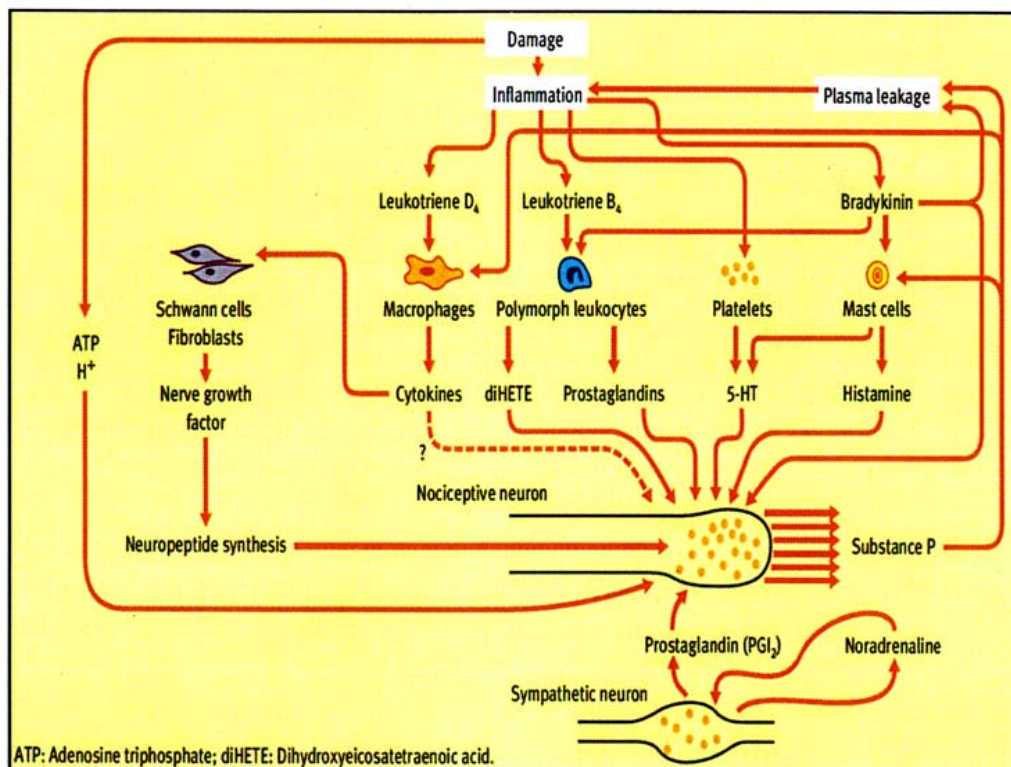 Damage
Inflammation
Plasma leakage
Leukotriene D₄
Leukotriene B₄
Bradykinin
Schwann cells
Fibroblasts
Macrophages
Polymorph leukocytes
Platelets
Mast cells
ATP
H⁺
Nerve growth
factor
Cytokines
diHETE
Prostaglandins
5-HT
Histamine
?
Nociceptive neuron
Neuropeptide synthesis
Substance P
Prostaglandin (PGI₂)
Noradrenaline
Sympathetic neuron
ATP: Adenosine triphosphate; diHETE: Dihydroxyeicosatetraenoic acid.